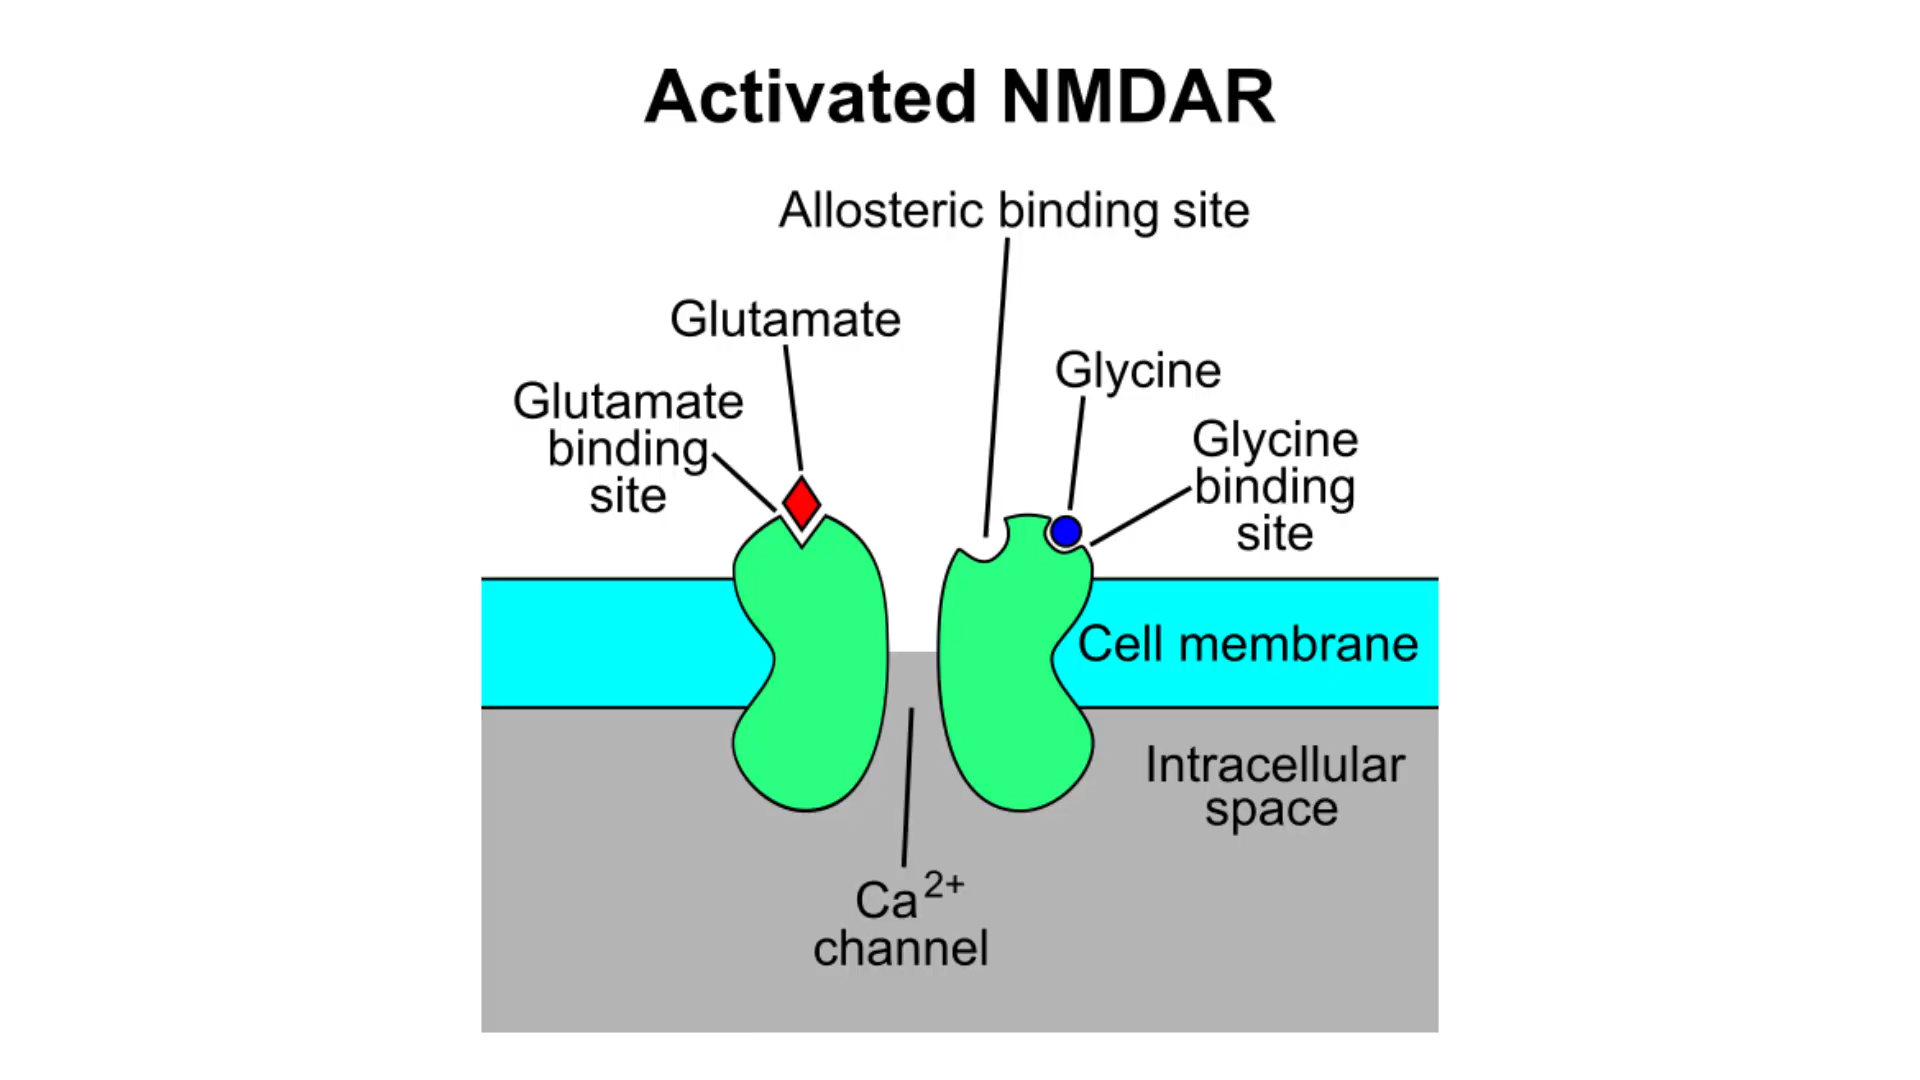 Activated NMDAR
Allosteric binding site
Glutamate
Glycine
Glutamate
binding
site
Glycine
binding
site
Cell membrane
Intracellular
space
Ca2+
channel